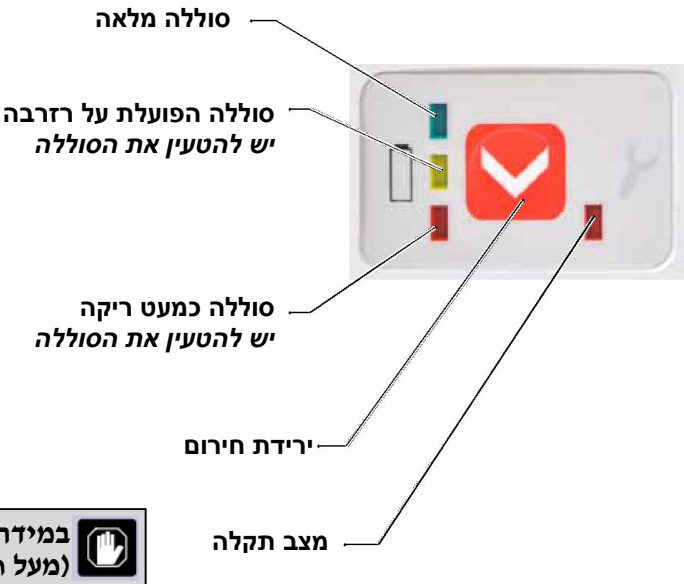 סוללה מלאה
סוללה הפועלת על רזרבה
יש להטעין את הסוללה
סוללה כמעט ריקה
יש להטעין את הסוללה
ירידת חירום
מצב תקלה
(מעל